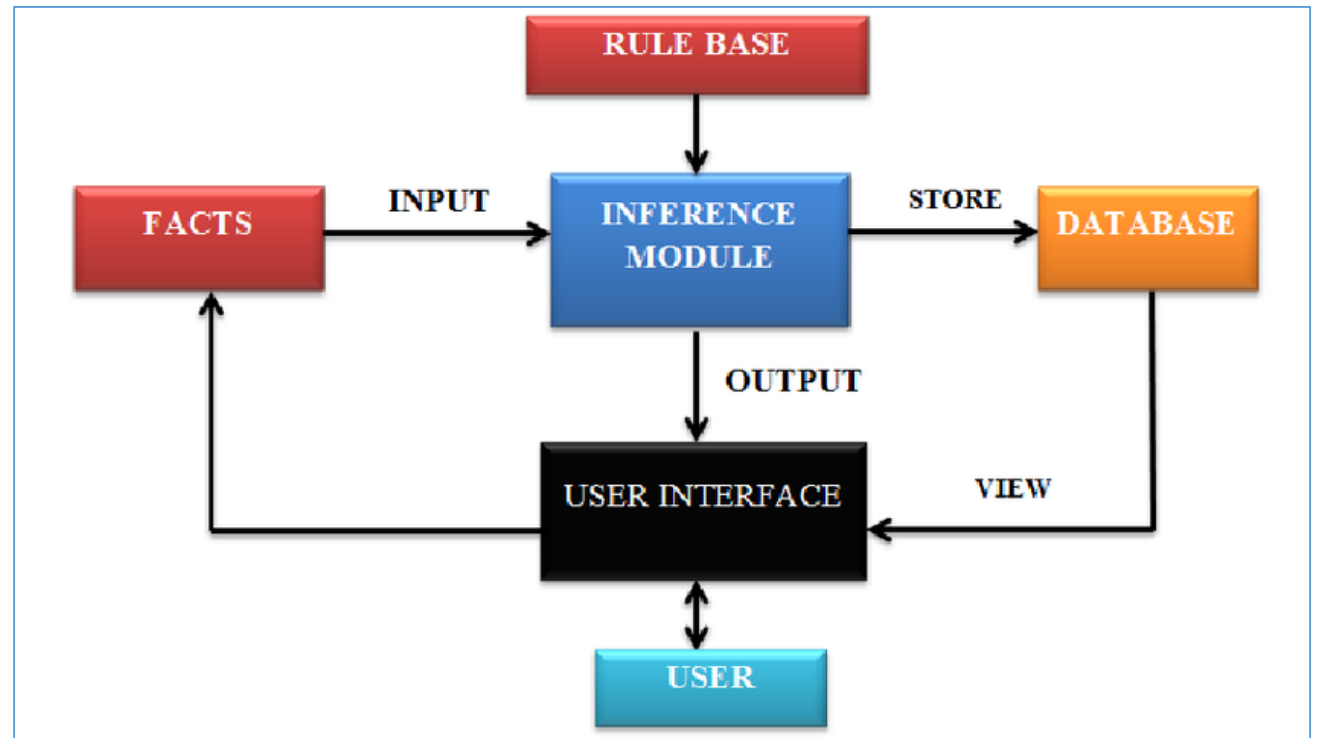 RULE BASE
FACTS
INPUT
INFERENCE
MODULE
STORE
DATABASE
OUTPUT
USER INTERFACE
VIEW
USER